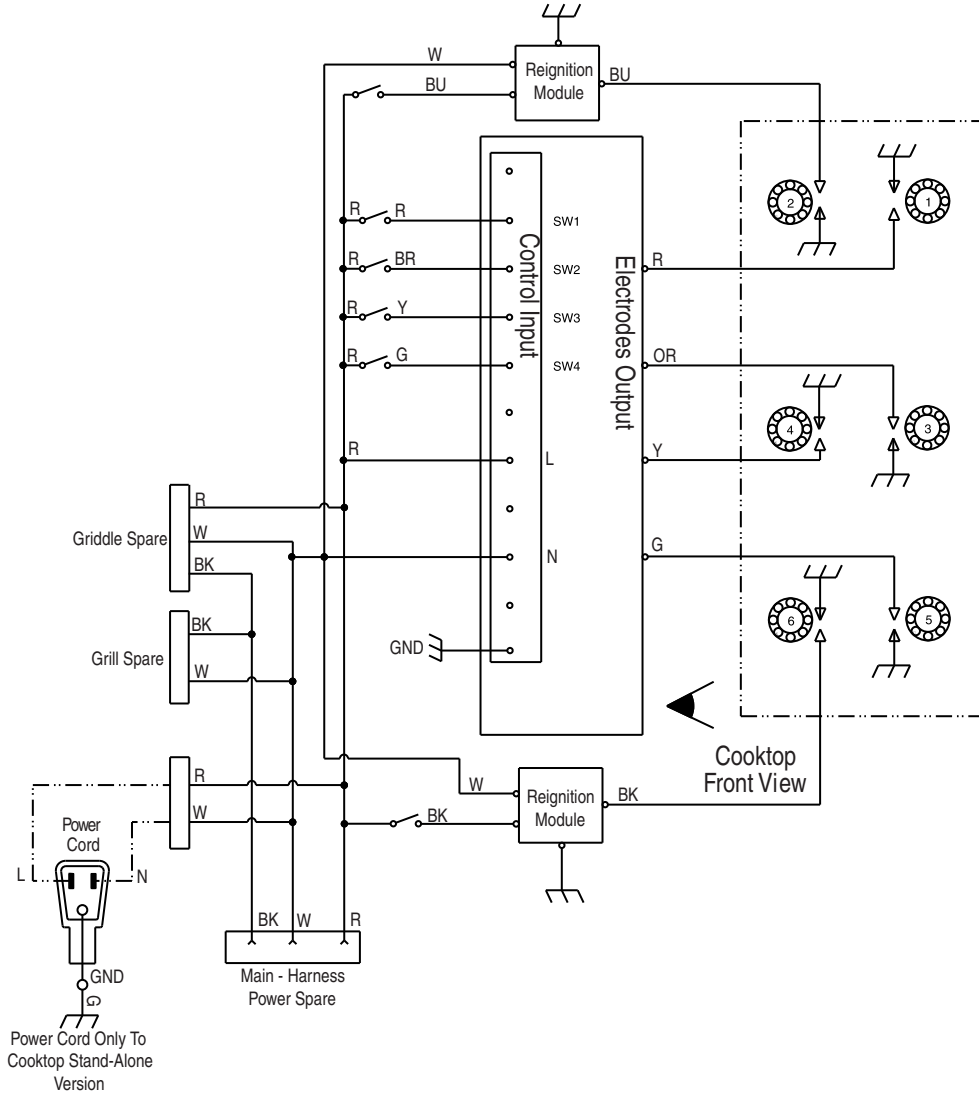 W
Reignition
Module
BU
BU
2
1
R
R
SW1
R
BR
SW2
R
R
Y
SW3
R
G
SW4
OR
Control Input
Electrodes Output
4
3
R
L
Y
R
Griddle Spare
W
BK
N
G
BK
Grill Spare
W
GND
6
5
Cooktop
Front View
R
W
W
Reignition
Module
BK
BK
Power
Cord
L
N
BK
W
R
Main - Harness
Power Spare
GND
G
Power Cord Only To
Cooktop Stand-Alone
Version